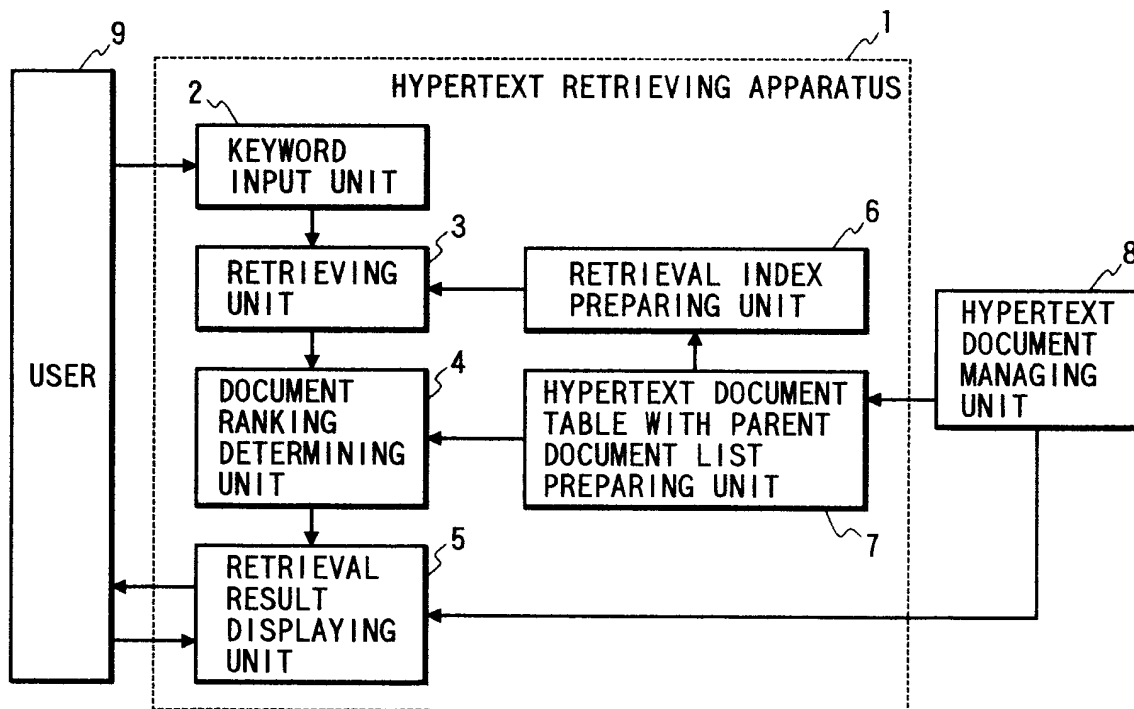 9
1
HYPERTEXT RETRIEVING APPARATUS
2
KEYWORD
INPUT UNIT
3
RETRIEVING
UNIT
6
RETRIEVAL INDEX
PREPARING UNIT
8
HYPERTEXT
DOCUMENT
MANAGING
UNIT
USER
4
DOCUMENT
RANKING
DETERMINING
UNIT
HYPERTEXT DOCUMENT
TABLE WITH PARENT
DOCUMENT LIST
PREPARING UNIT
7
5
RETRIEVAL
RESULT
DISPLAYING
UNIT